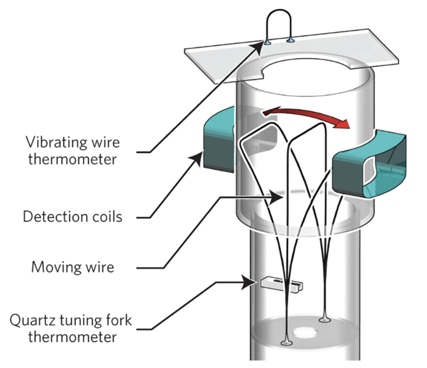 Vibrating wire
thermometer
Detection coils
Moving wire
Quartz tuning fork
thermometer